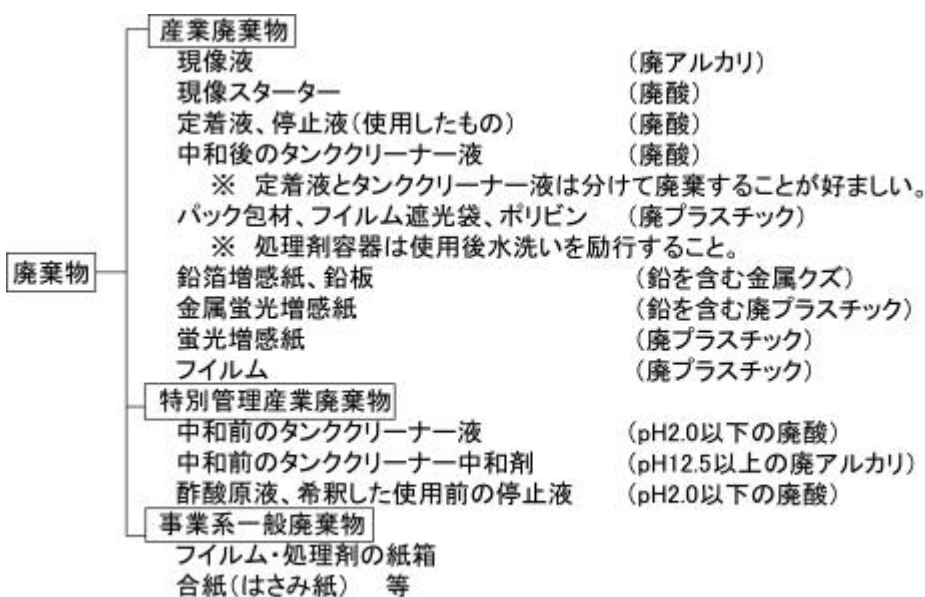 産業廃棄物
現像液 (廃アルカリ)
現像スターター (廃酸)
定着液、停止液(使用したもの) (廃酸)
中和後のタンククリーナー液 (廃酸)
※ 定着液とタンククリーナー液は分けて廃棄することが好ましい。
パック包材、フイルム遮光袋、ポリビン (廃プラスチック)
※ 処理剤容器は使用後水洗いを励行すること。
廃棄物
鉛箔増感紙、鉛板 (鉛を含む金属クズ)
金属蛍光増感紙 (鉛を含む廃プラスチック)
蛍光増感紙 (廃プラスチック)
フイルム (廃プラスチック)
特別管理産業廃棄物
中和前のタンククリーナー液 (pH2.0以下の廃酸)
中和前のタンククリーナー中和剤 (pH12.5以上の廃アルカリ)
酢酸原液、希釈した使用前の停止液 (pH2.0以下の廃酸)
事業系一般廃棄物
フイルム・処理剤の紙箱
合紙(はさみ紙) 等